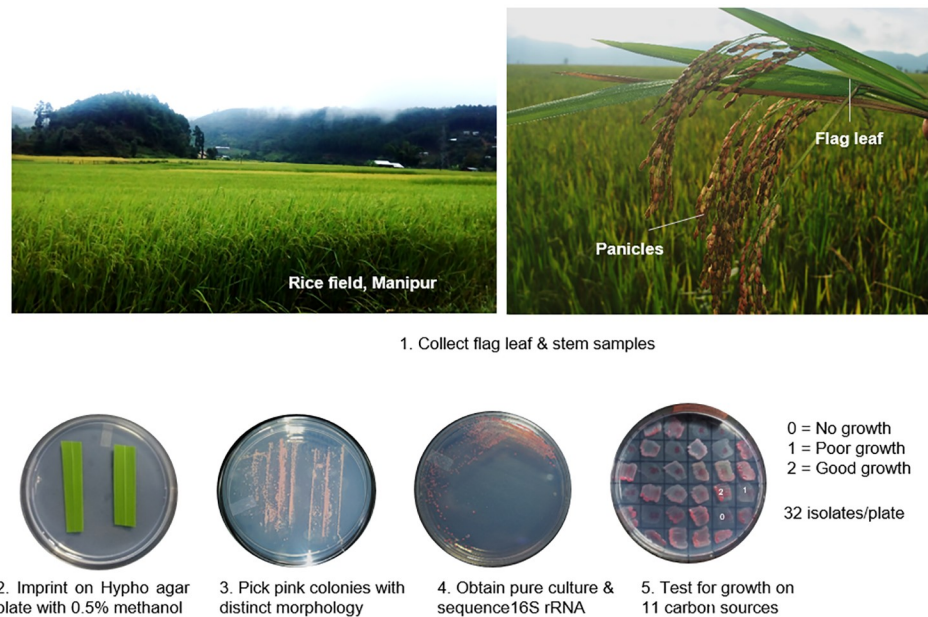 Rice field, Manipur
Flag leaf
Panicles
1. Collect flag leaf & stem samples
0 = No growth
1 = Poor growth
2 = Good growth
32 isolates/plate
2
1
0
2. Imprint on Hypho agar
plate with 0.5% methanol
3. Pick pink colonies with
distinct morphology
4. Obtain pure culture &
sequence16S rRNA
5. Test for growth on
11 carbon sources